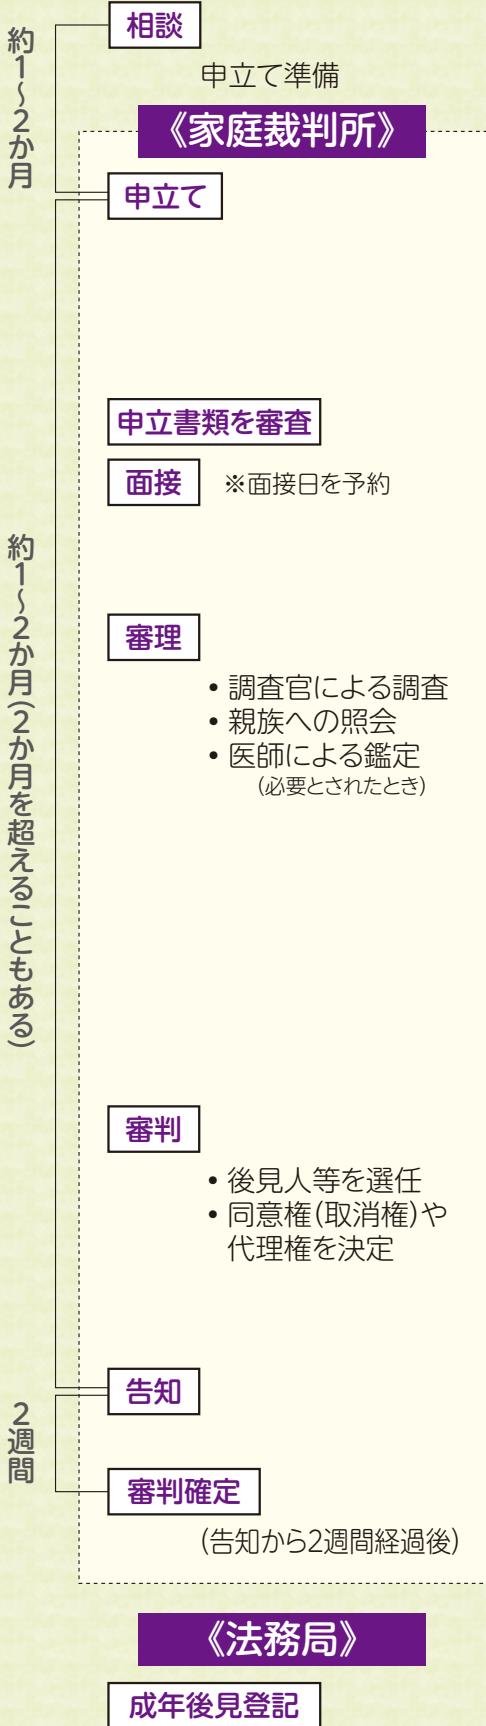 相談
約1~2か月
申立て準備
《家庭裁判所》
申立て
申立書類を審査
面接
※面接日を予約
約1~2か月(2か月を超えることもある)
審理
• 調査官による調査
• 親族への照会
• 医師による鑑定
(必要とされたとき)
審判
• 後見人等を選任
• 同意権(取消権)や
代理権を決定
告知
2週間
審判確定
(告知から2週間経過後)
《法務局》
成年後見登記